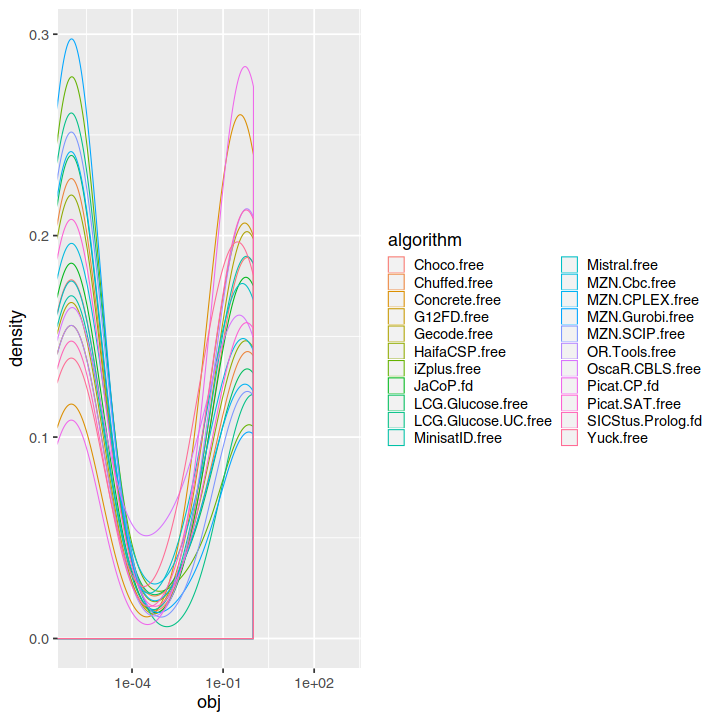 0.3
0.2
0.1
0.0
density
1e-04 1e-01 1e+02
obj
algorithm
Choco.free
Chuffed.free
Concrete.free
G12FD.free
Gecode.free
HaifaCSP.free
iZplus.free
JaCoP.fd
LCG.Glucose.free
LCG.Glucose.UC.free
MinisatID.free
Mistral.free
MZN.Cbc.free
MZN.CPLEX.free
MZN.Gurobi.free
MZN.SCIP.free
OR.Tools.free
OscaR.CBLS.free
Picat.CP.fd
Picat.SAT.free
SICStus.Prolog.fd
Yuck.free